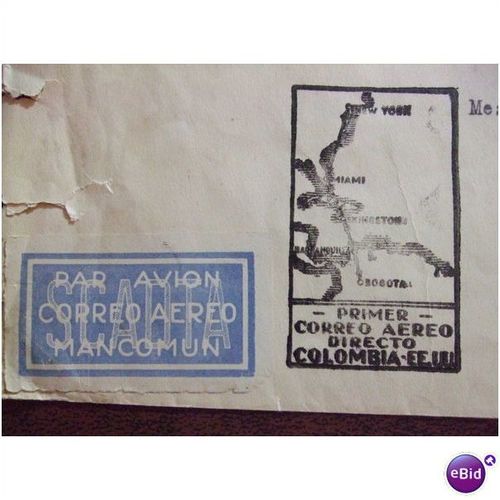 NEW YORK
Me
MIAMI
KINGSTON
BARRANQUILLA
BOGOTA
- PRIMER -
CORREO AEREO
DIRECTO
COLOMBIA-EE.UU.
PAR AVION
SCADTA
CORREO AEREO
MANCOMUN
eBid